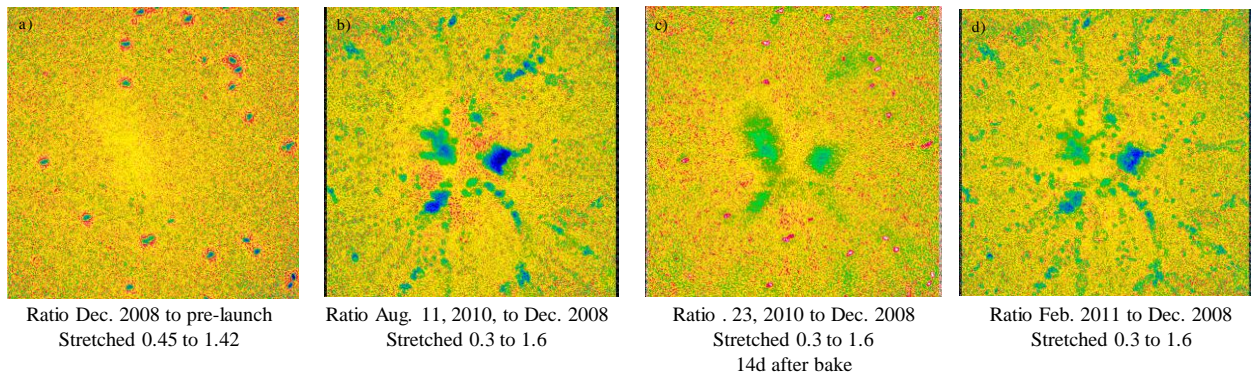 a)
b)
c)
d)
Ratio Dec. 2008 to pre-launch
Stretched 0.45 to 1.42
Ratio Aug. 11, 2010, to Dec. 2008
Stretched 0.3 to 1.6
Ratio . 23, 2010 to Dec. 2008
Stretched 0.3 to 1.6
14d after bake
Ratio Feb. 2011 to Dec. 2008
Stretched 0.3 to 1.6